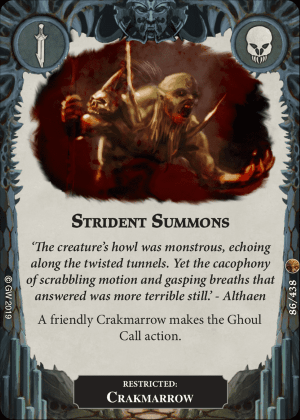 STRIDENT SUMMONS
'The creature's howl was monstrous, echoing
along the twisted tunnels. Yet the cacophony
of scrabbling motion and gasping breaths that
answered was more terrible still.' - Althaen
A friendly Crakmarrow makes the Ghoul
Call action.
RESTRICTED:
CRAKMARROW
© GW 2019
86/438